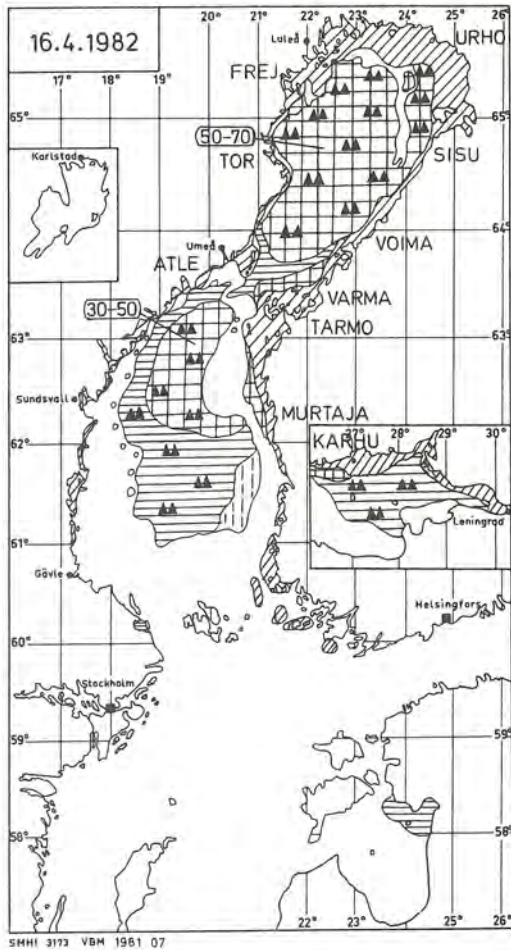 16.4.1982
17° 18° 19° 20° 21° 22° 23° 24° 25° 26°
Luleå
URHO
FREJ
65° 65°
50-70
Karlstad
TOR
SISU
64° 64°
Umeå
VOIMA
ATLE
VARMA
30-50
TARMO
63° 63°
Sundsvall
MURTAJA
62°
KARHU
27° 28° 29° 30°
Leningrad
61°
Gävle
Helsingfors
60°
Stockholm
59° 59°
58° 58°
22° 23° 24° 25° 26°
SMHI 3173 VBM 1981 07